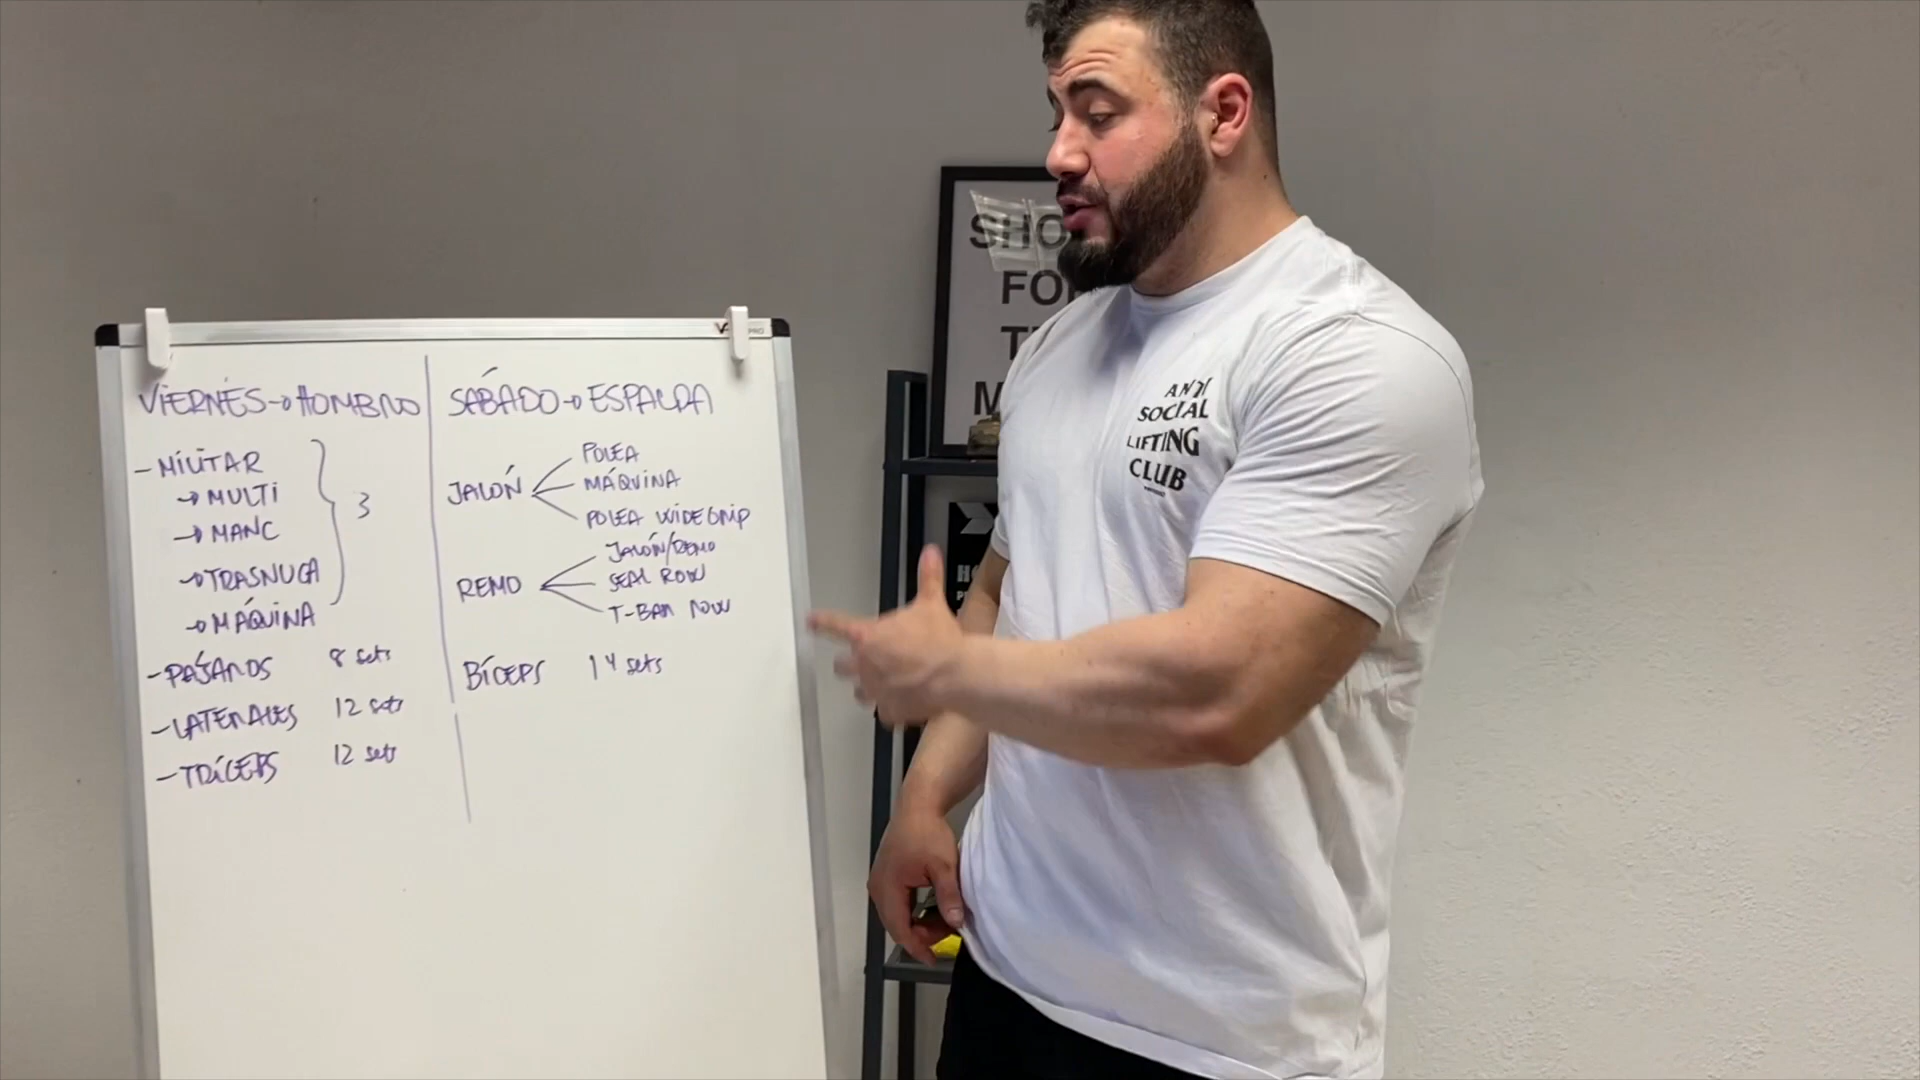 VIERNES → HOMBRO
- MILITAR
→ MULTI
→ MANC
→ TRASNUCA
→ MÁQUINA
3
- PÁJAROS 8 sets
- LATERALES 12 sets
- TRÍCEPS 12 sets
SÁBADO → ESPALDA
JALÓN
POLEA
MÁQUINA
POLEA WIDE GRIP
REMO
JALÓN/REMO
SEAL ROW
T-BAR ROW
BÍCEPS 14 sets
PRO
FOR
ANTI
SOCIAL
LIFTING
CLUB